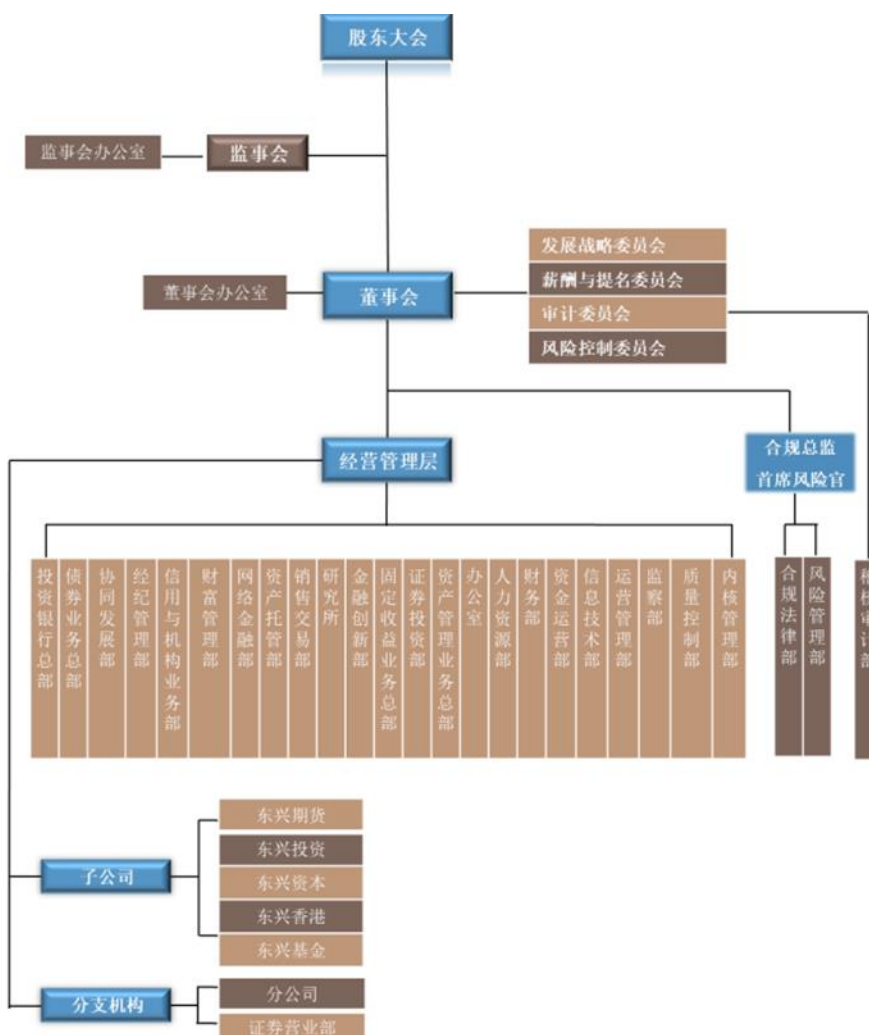 股东大会
监事会办公室
监事会
发展战略委员会
薪酬与提名委员会
审计委员会
风险控制委员会
董事会办公室
董事会
经营管理层
合规总监
首席风险官
投资银行总部
债券业务总部
协同发展部
经纪管理部
信用与机构业务部
财富管理部
网络金融部
资产托管部
销售交易部
研究所
金融创新部
固定收益业务总部
证券投资部
资产管理业务总部
办公室
人力资源部
财务部
资金运营部
信息技术部
运营管理部
监察部
质量控制部
内核管理部
合规法律部
风险管理部
东兴期货
东兴投资
子公司
东兴资本
东兴香港
东兴基金
分支机构
分公司
证券营业部